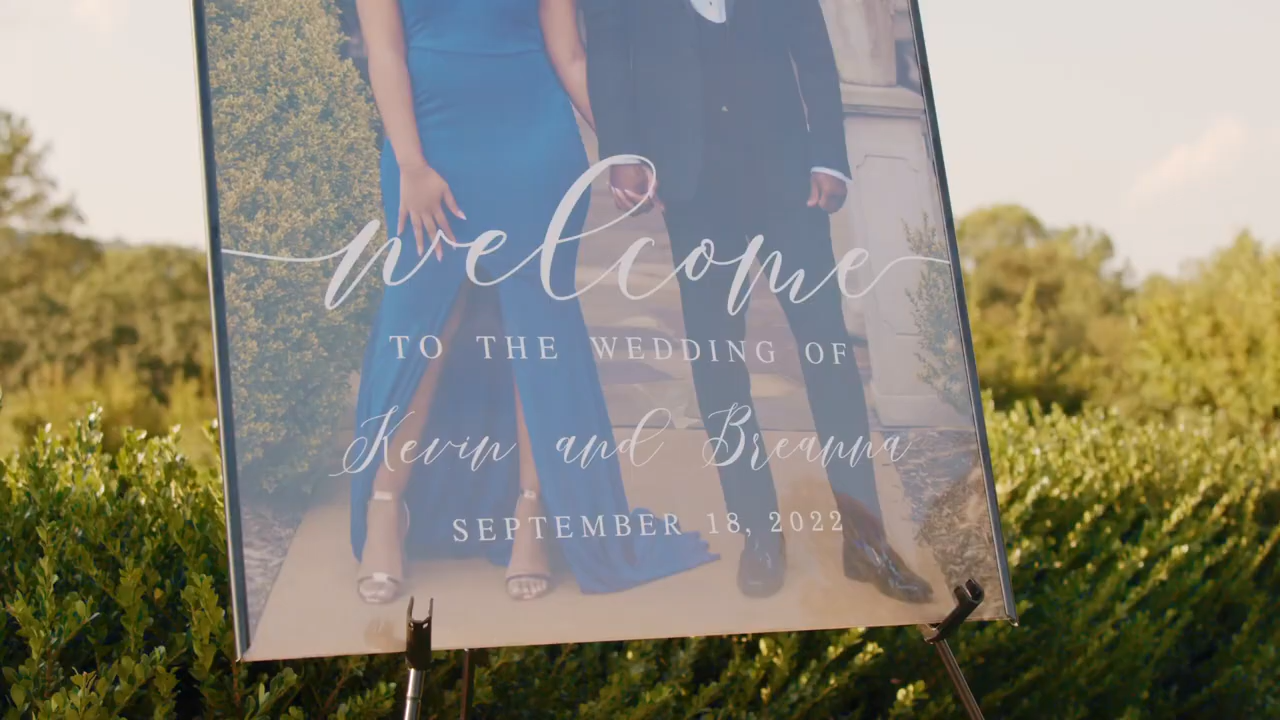 welcome
TO THE WEDDING OF
Kevin and Breanna
SEPTEMBER 18, 2022